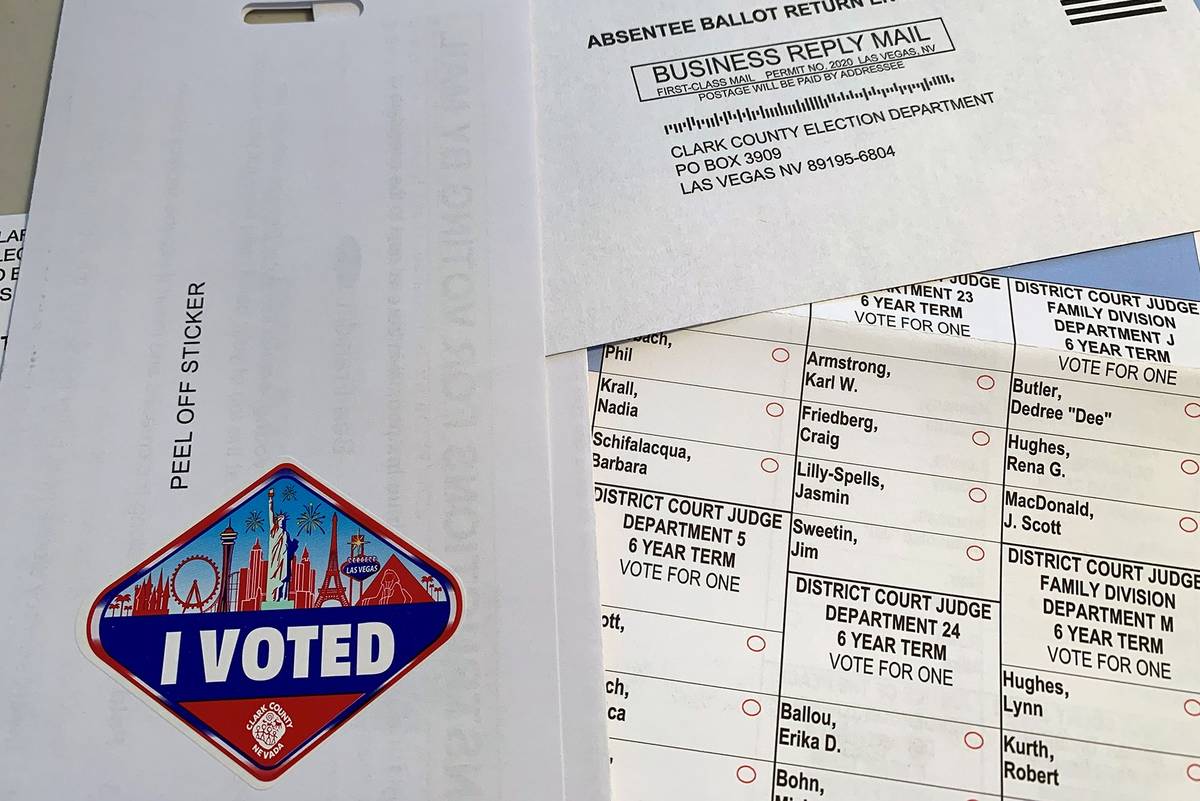 PEEL OFF STICKER
LAS VEGAS
I VOTED
CLARK COUNTY
NEVADA
ABSENTEE BALLOT RETURN
BUSINESS REPLY MAIL
FIRST-CLASS MAIL PERMIT NO. 2020 LAS VEGAS, NV
POSTAGE WILL BE PAID BY ADDRESSEE
CLARK COUNTY ELECTION DEPARTMENT
PO BOX 3909
LAS VEGAS NV 89195-6804
Phil
Krall,
Nadia
Schifalacqua,
Barbara
DISTRICT COURT JUDGE
DEPARTMENT 5
6 YEAR TERM
VOTE FOR ONE
JUDGE
23
6 YEAR TERM
VOTE FOR ONE
Armstrong,
Karl W.
Friedberg,
Craig
Lilly-Spells,
Jasmin
Sweetin,
Jim
DISTRICT COURT JUDGE
DEPARTMENT 24
6 YEAR TERM
VOTE FOR ONE
Ballou,
Erika D.
Bohn,
DISTRICT COURT JUDGE
FAMILY DIVISION
DEPARTMENT J
6 YEAR TERM
VOTE FOR ONE
Butler,
Dedree "Dee"
Hughes,
Rena G.
MacDonald,
J. Scott
DISTRICT COURT JUDGE
FAMILY DIVISION
DEPARTMENT M
6 YEAR TERM
VOTE FOR ONE
Hughes,
Lynn
Kurth,
Robert